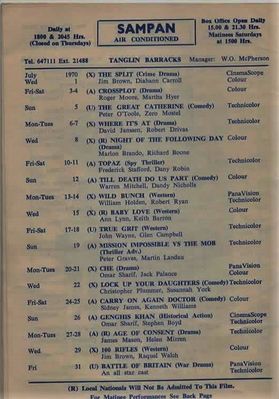 Daily at
1800 & 2045 Hrs.
(Closed on Thursdays)
SAMPAN
AIR CONDITIONED
Box Office Open Daily
15.00 & 21.30 Hrs.
Matinees Saturdays
at 1500 Hrs.
Tel. 647111 Ext. 21488 TANGLIN BARRACKS Manager: W.O. McPherson
July 1970 (X) THE SPLIT (Crime Drama) CinemaScope
Wed 1 Jim Brown, Diahann Carroll Colour
Fri-Sat 3-4 (A) CROSSPLOT (Drama) Colour
Roger Moore, Martha Hyer
Sun 5 (U) THE GREAT CATHERINE (Comedy) Technicolor
Peter O'Toole, Zero Mostel
Mon-Tues 6-7 (X) WHERE IT'S AT (Drama) Colour
David Janssen, Robert Drivas
Wed 8 (X) (R) NIGHT OF THE FOLLOWING DAY Colour
(Drama)
Marlon Brando, Richard Boone
Fri-Sat 10-11 (A) TOPAZ (Spy Thriller) Technicolor
Frederick Stafford, Dany Robin
Sun 12 (A) TILL DEATH DO US PART (Comedy) Colour
Warren Mitchell, Dandy Nicholls
Mon-Tues 13-14 (X) WILD BUNCH (Western) PanaVision
William Holden, Robert Ryan Technicolor
Wed 15 (X) (R) BABY LOVE (Western) Colour
Ann Lynn, Keith Barron
Fri-Sat 17-18 (U) TRUE GRIT (Western) Technicolor
John Wayne, Glen Campbell
Sun 19 (A) MISSION IMPOSSIBLE VS THE MOB Technicolor
(Thriller Adv.)
Peter Graves, Martin Landau
Mon-Tues 20-21 (X) CHE (Drama) PanaVision
Omar Sharif, Jack Palance Colour
Wed 22 (X) LOCK UP YOUR DAUGHTERS (Comedy) Technicolor
Christopher Plummer, Susannah York
Fri-Sat 24-25 (A) CARRY ON AGAIN DOCTOR (Comedy) Colour
Sidney James, Kenneth Williams
Sun 26 (A) GENGHIS KHAN (Historical Action) CinemaScope
Omar Sharif, Stephen Boyd Technicolor
Mon-Tues 27-28 (A) (R) AGE OF CONSENT (Drama) Technicolor
James Mason, Helen Mirren
Wed 29 (X) 100 RIFLES (Western) Colour
Jim Brown, Raquel Walch
Fri 31 (U) BATTLE OF BRITAIN (War Drama) PanaVision
An all star cast Technicolor
(R) Local Nationals Will Not Be Admitted To This Film.
For Matinee Performances See Back Page